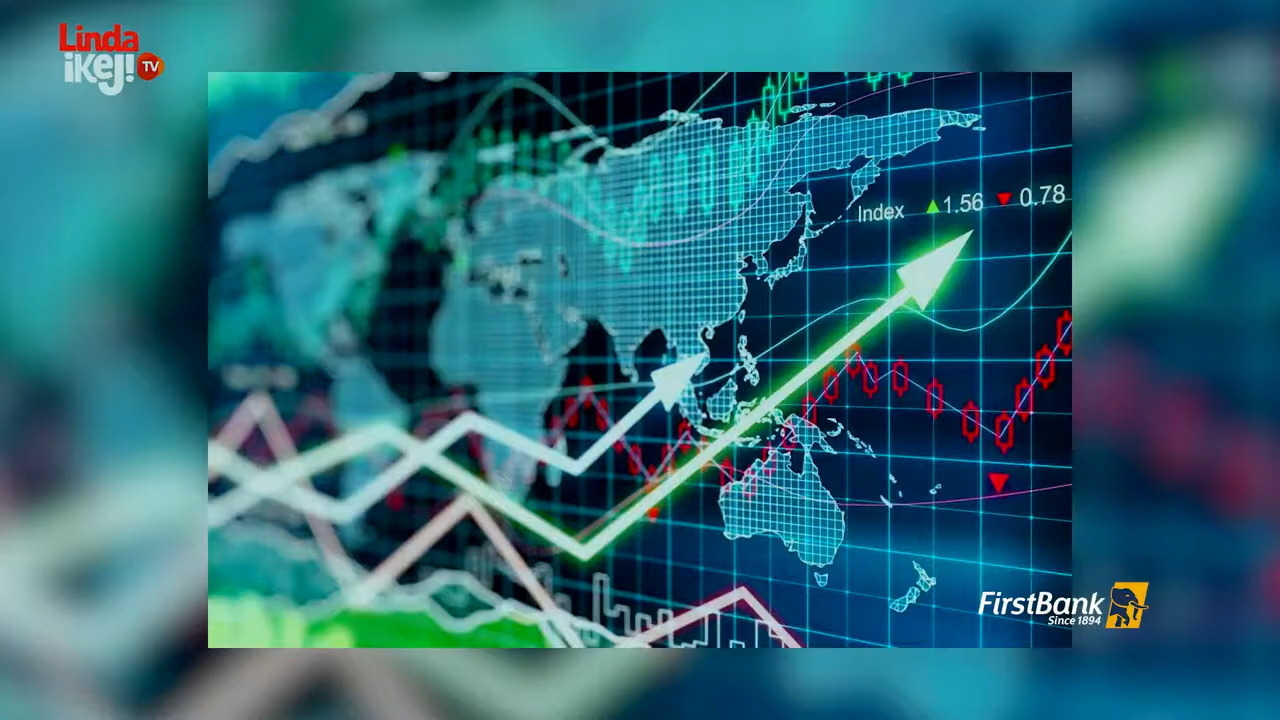 Linda
ikeji!
TV
Index ▲1.56 ▼0.78
FirstBank
Since 1894